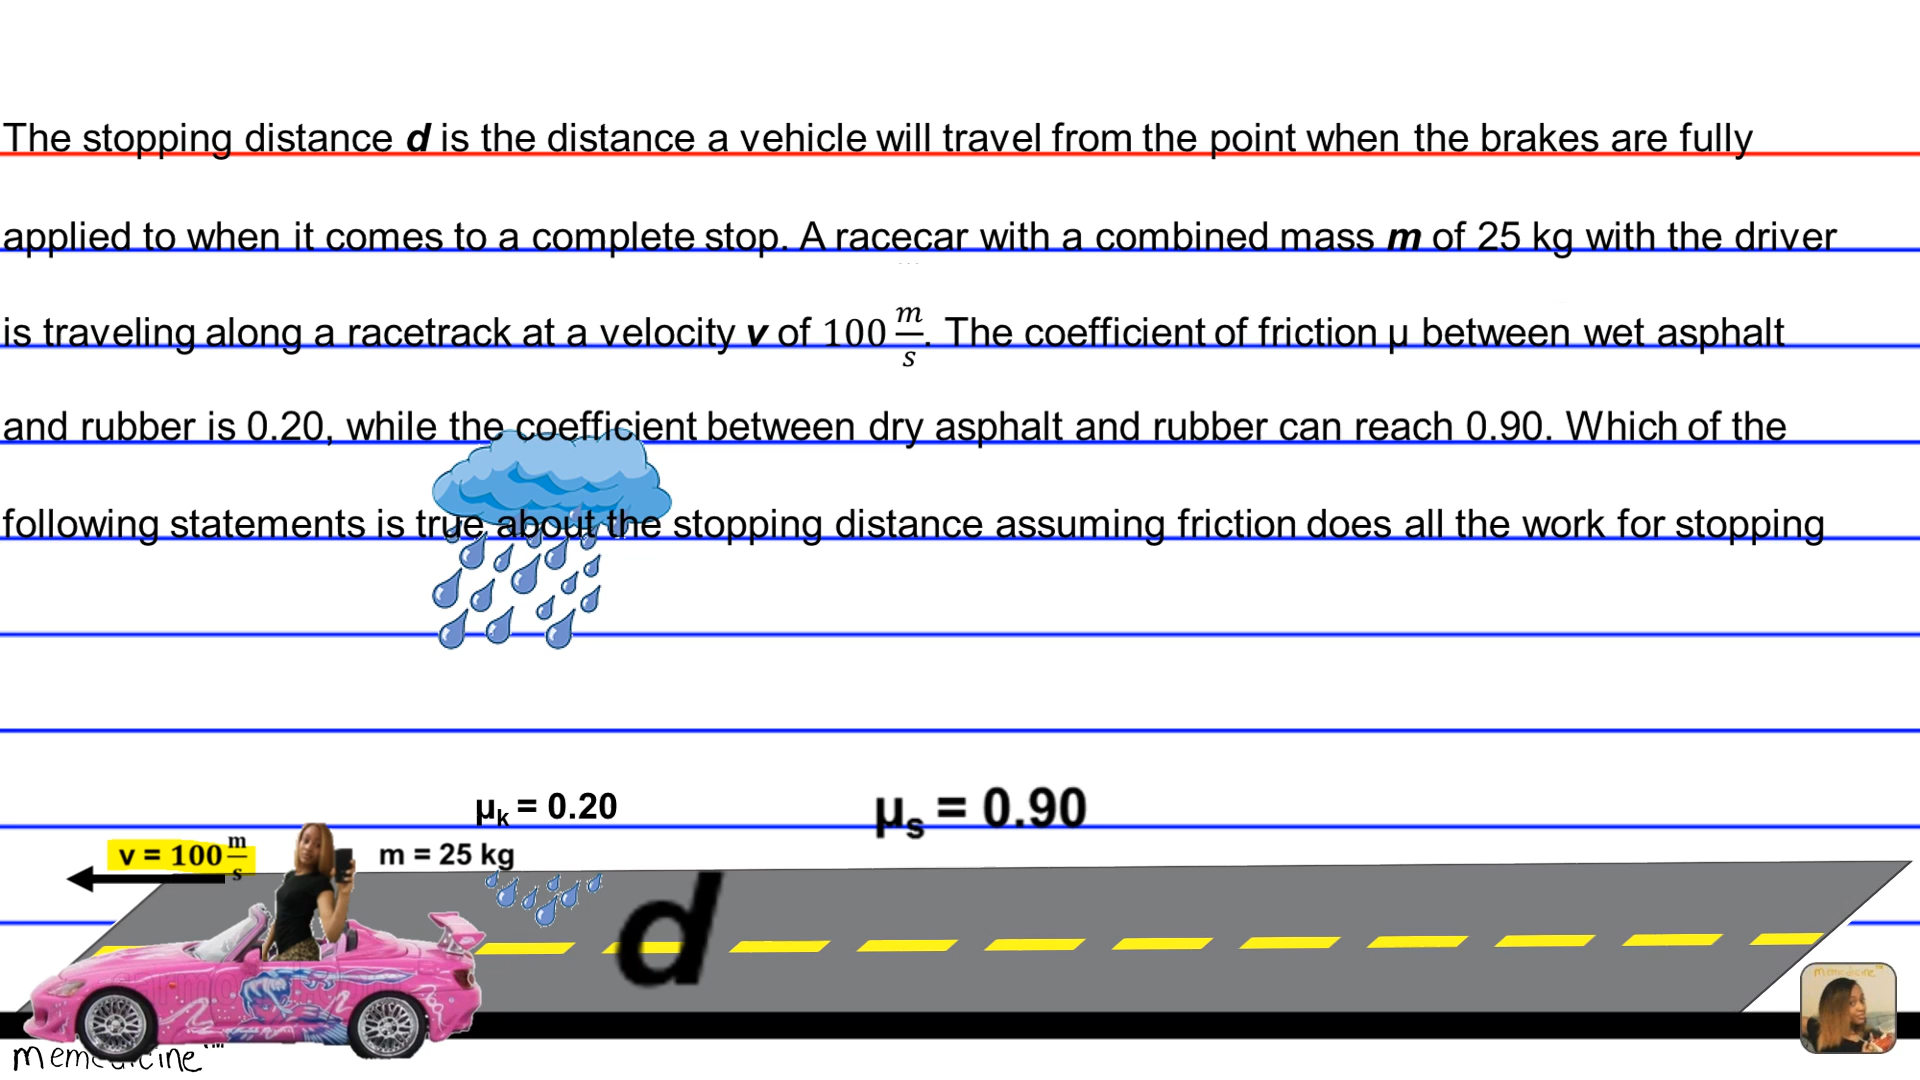 The stopping distance d is the distance a vehicle will travel from the point when the brakes are fully
applied to when it comes to a complete stop. A racecar with a combined mass m of 25 kg with the driver
is traveling along a racetrack at a velocity v of 100 m/s. The coefficient of friction μ between wet asphalt
and rubber is 0.20, while the coefficient between dry asphalt and rubber can reach 0.90. Which of the
following statements is true about the stopping distance assuming friction does all the work for stopping
μk = 0.20
μs = 0.90
v = 100 m/s
m = 25 kg
d
memedicine™
memedicine™